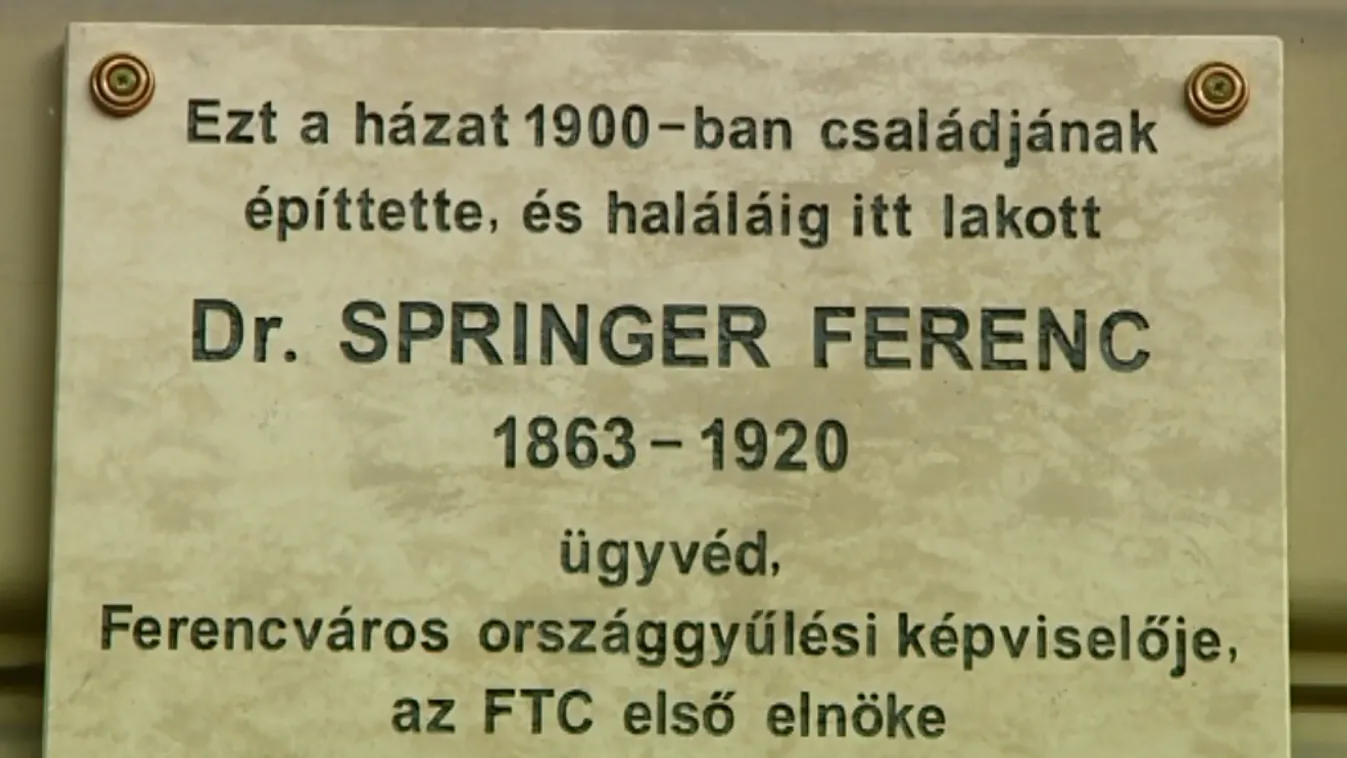 Ezt a házat 1900-ban családjának
építtette, és haláláig itt lakott
Dr. SPRINGER FERENC
1863-1920
ügyvéd,
Ferencváros országgyűlési képviselője,
az FTC első elnöke